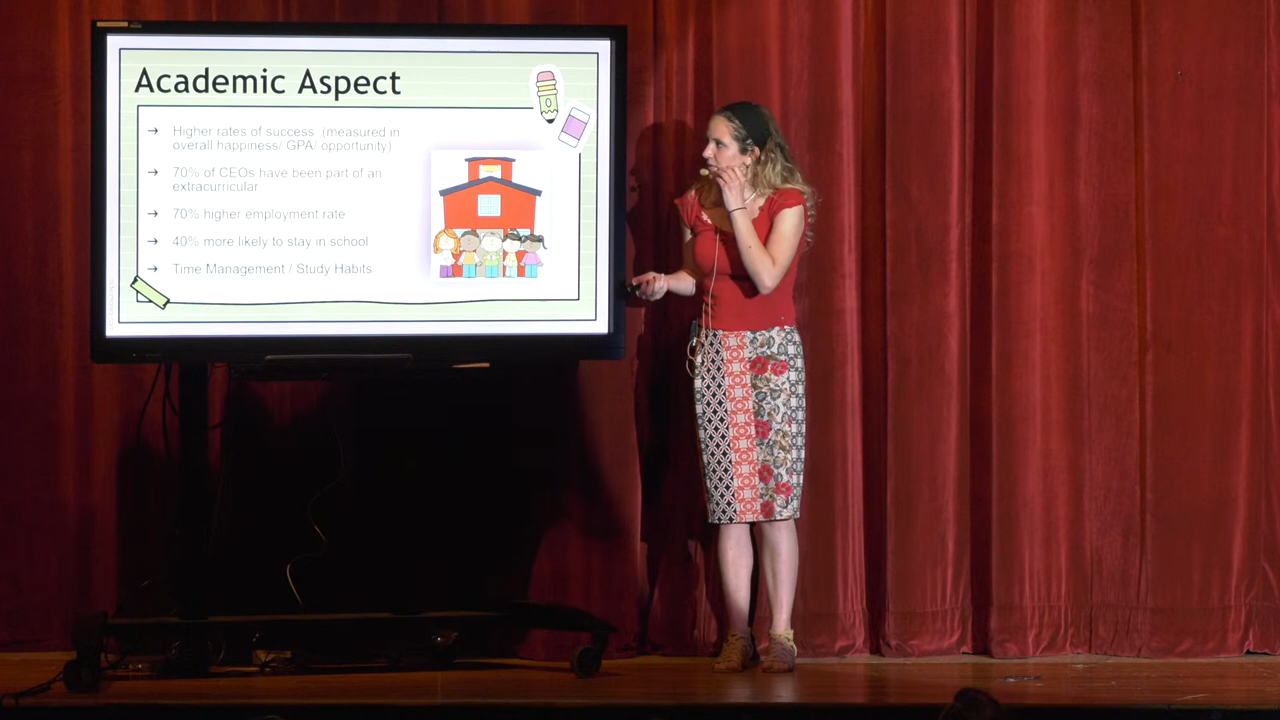 Academic Aspect
→ Higher rates of success (measured in
overall happiness/ GPA/ opportunity)
→ 70% of CEOs have been part of an
extracurricular
→ 70% higher employment rate
→ 40% more likely to stay in school
→ Time Management / Study Habits